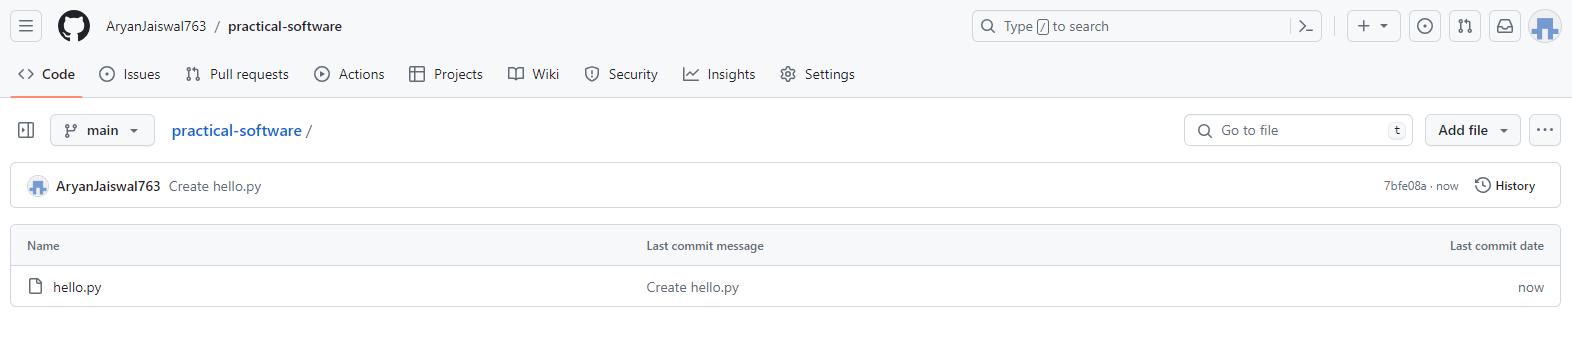 AryanJaiswal763 / practical-software
Type / to search
Code Issues Pull requests Actions Projects Wiki Security Insights Settings
main practical-software /
Go to file t Add file
AryanJaiswal763 Create hello.py 7bfe08a · now History
Name Last commit message Last commit date
hello.py Create hello.py now